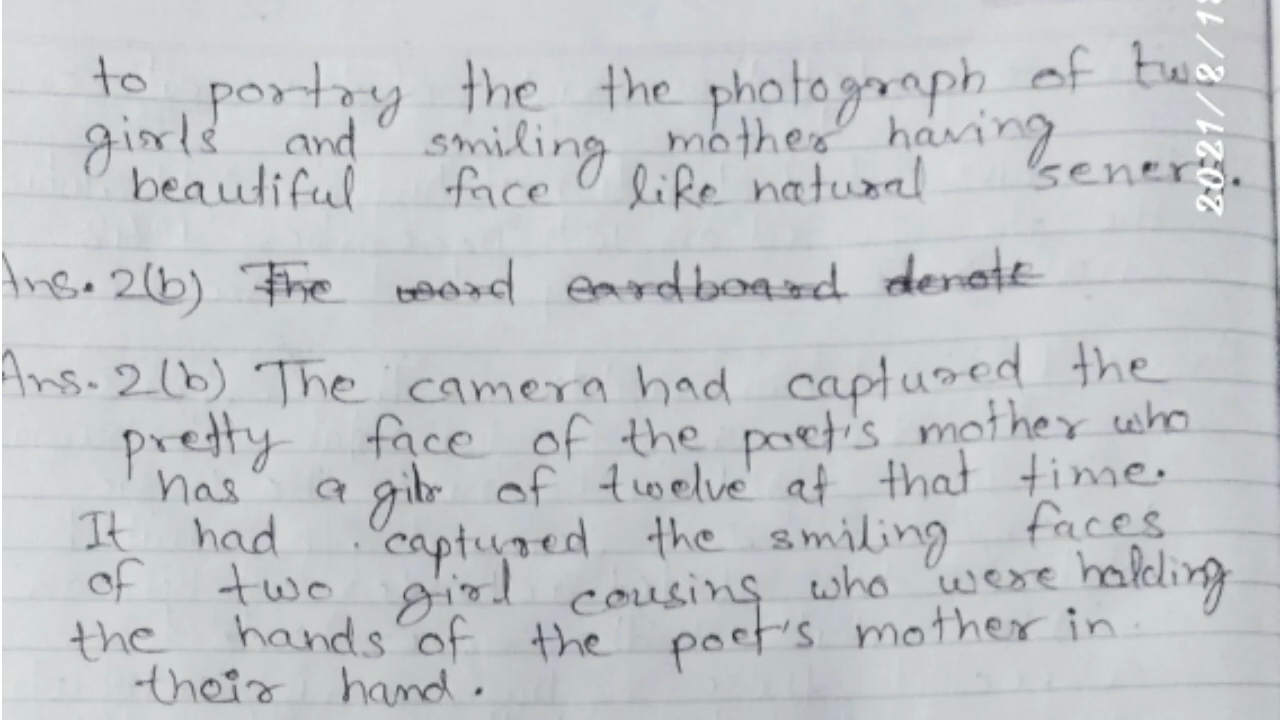 to portry the the photograph of two
girls and smiling mother having
beautiful face like natural senery.
Ans. 2(b) The word cardboard denote
Ans. 2(b) The camera had captured the
pretty face of the poet's mother who
has a gilr of twelve at that time.
It had captured the smiling faces
of two girl cousins who were halding
the hands of the poet's mother in
their hand.
2021/8/1